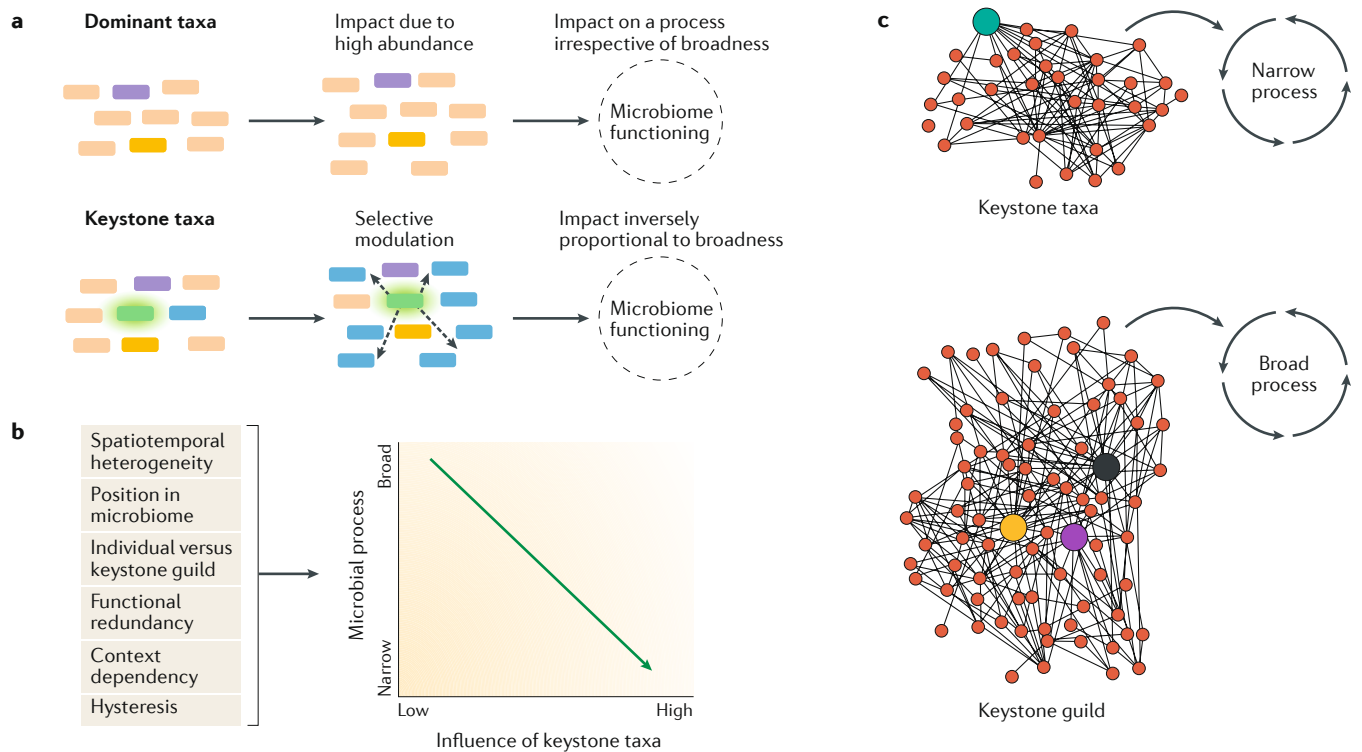 a
Dominant taxa
Impact due to
high abundance
Impact on a process
irrespective of broadness
Microbiome
functioning
Keystone taxa
Selective
modulation
Impact inversely
proportional to broadness
Microbiome
functioning
b
Spatiotemporal
heterogeneity
Position in
microbiome
Individual versus
keystone guild
Functional
redundancy
Context
dependency
Hysteresis
Microbial process
Broad
Narrow
Low
High
Influence of keystone taxa
c
Narrow
process
Keystone taxa
Broad
process
Keystone guild